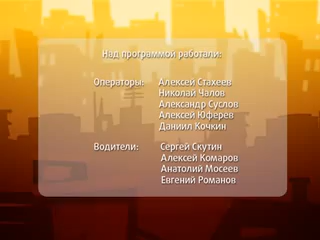 Над программой работали:
Операторы: Алексей Стахеев
Николай Чалов
Александр Суслов
Алексей Юферев
Даниил Кочкин
Водители: Сергей Скутин
Алексей Комаров
Анатолий Мосеев
Евгений Романов